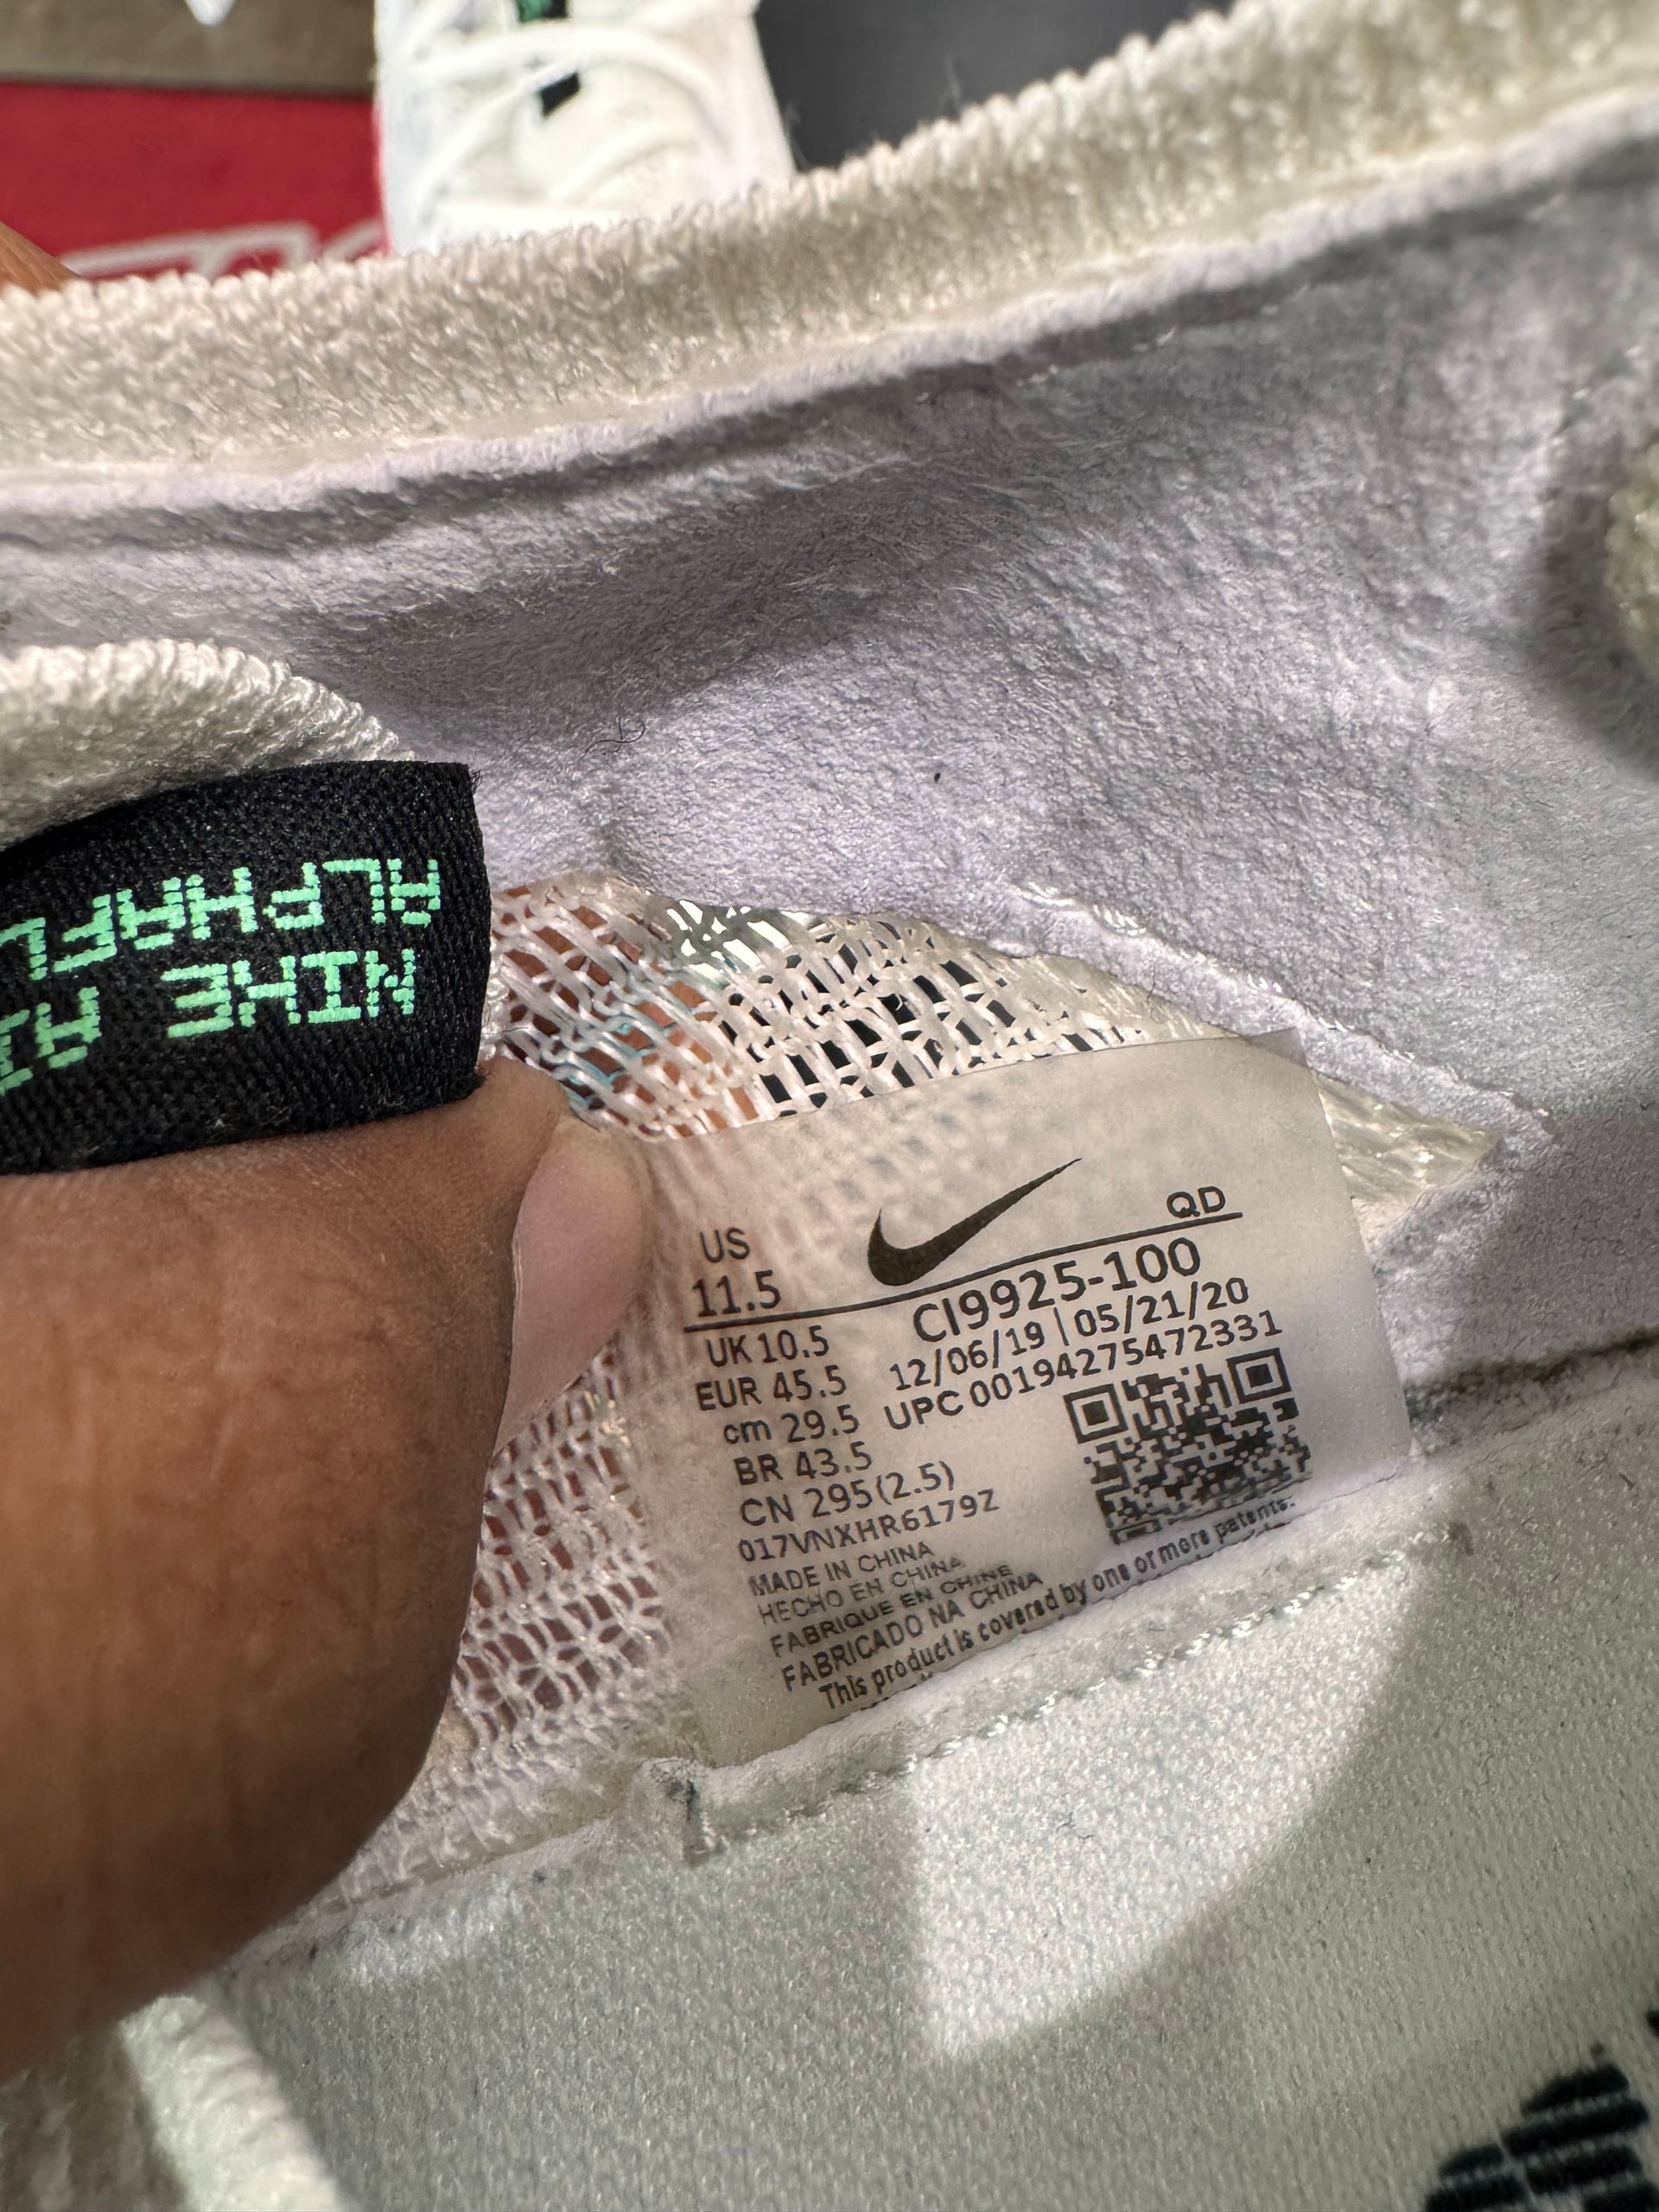 ALPHAFL
NIKE AI
US
11.5
QD
CI9925-100
12/06/19 | 05/21/20
UPC 00194275472331
UK 10.5
EUR 45.5
cm 29.5
BR 43.5
CN 295(2.5)
017VNXHR6179Z
MADE IN CHINA
HECHO EN CHINA
FABRIQUE EN CHINE
FABRICADO NA CHINA
This product is covered by one or more patents.